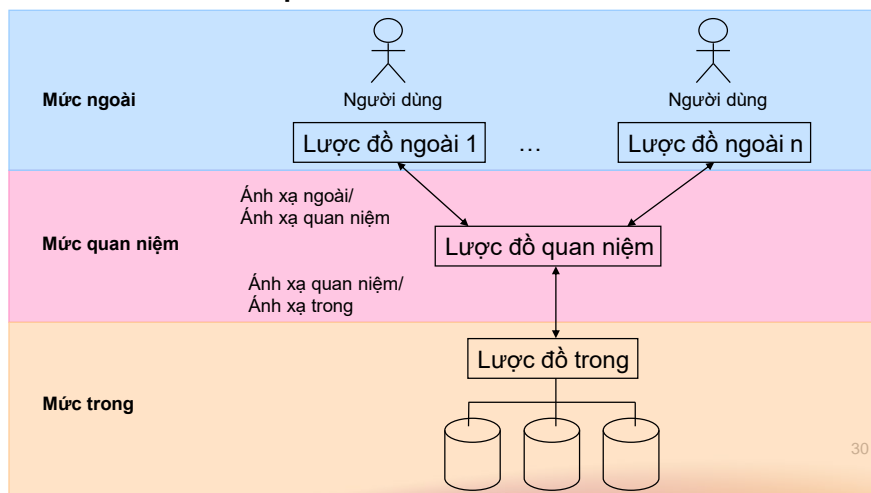 Mức ngoài
Người dùng
Người dùng
Lược đồ ngoài 1
…
Lược đồ ngoài n
Ánh xạ ngoài/
Ánh xạ quan niệm
Mức quan niệm
Lược đồ quan niệm
Ánh xạ quan niệm/
Ánh xạ trong
Lược đồ trong
Mức trong
30